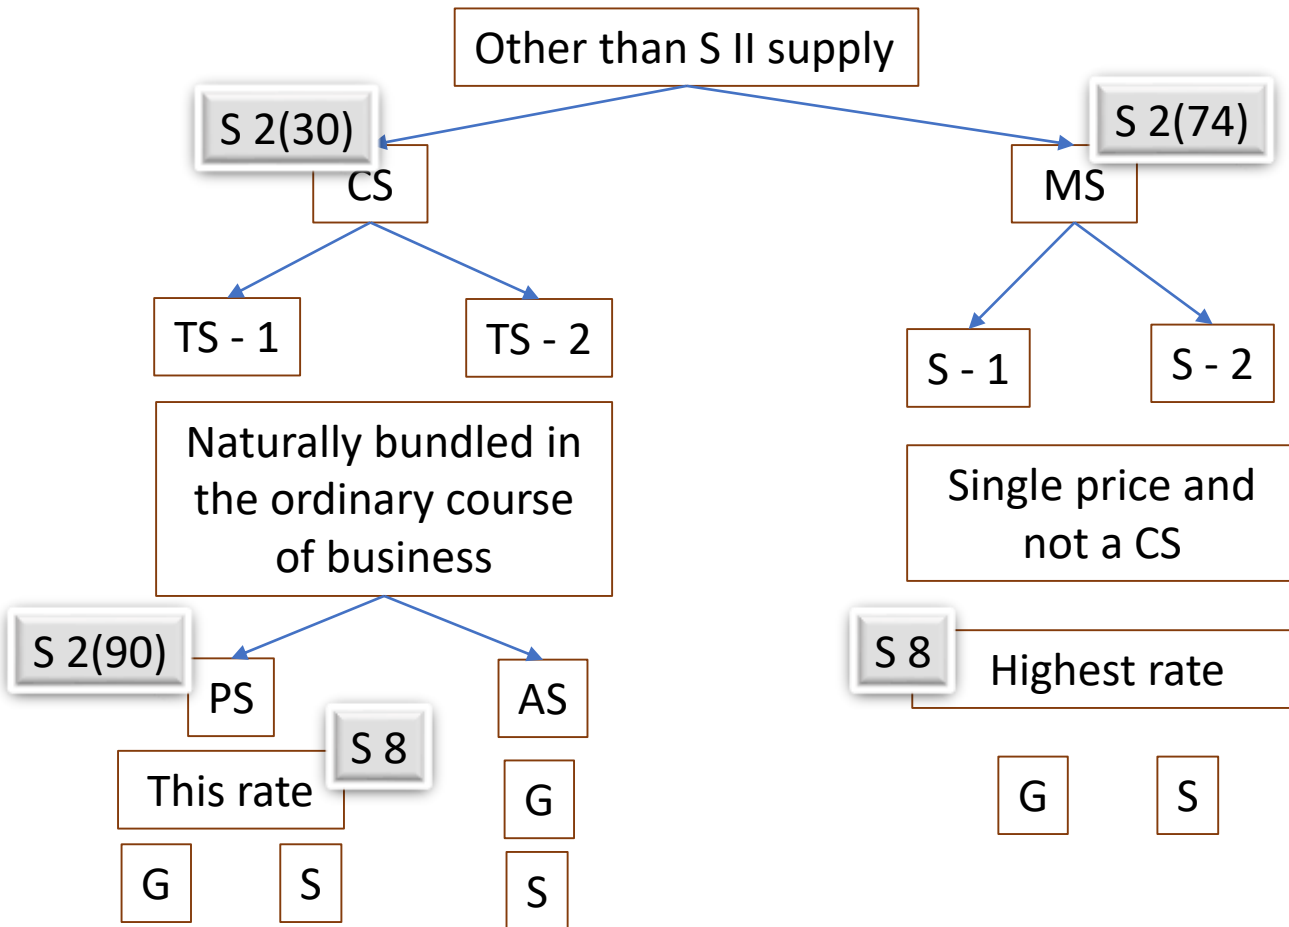 Other than S II supply
S 2(30)
S 2(74)
CS
MS
TS - 1
TS - 2
S - 1
S - 2
Naturally bundled in
the ordinary course
of business
Single price and
not a CS
S 2(90)
PS
AS
S 8
Highest rate
S 8
This rate
G
G
S
G
S
S